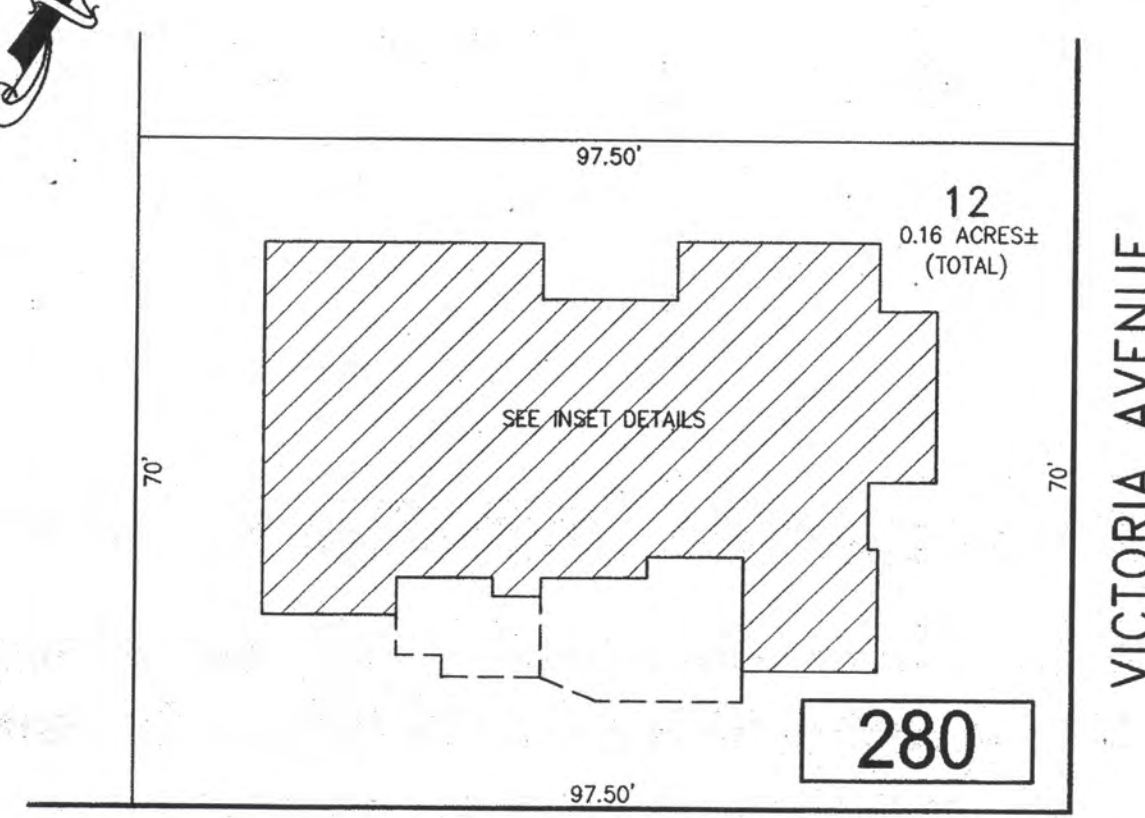 97.50'
12
0.16 ACRES±
(TOTAL)
SEE INSET DETAILS
70'
70'
VICTORIA AVENUE
280
97.50'